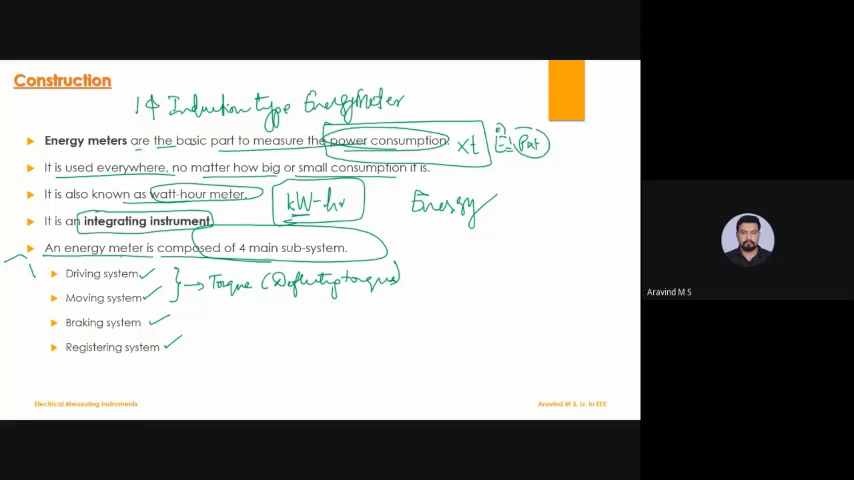 Construction
1ϕ Induction type Energy Meter
Energy meters are the basic part to measure the power consumption. xt E=
It is used everywhere, no matter how big or small consumption it is.
It is also known as watt-hour meter. kW-hr Energy
It is an integrating instrument.
An energy meter is composed of 4 main sub-system.
Driving system
→ Torque (Deflecting torque)
Moving system
Braking system
Registering system
Electrical Measuring Instruments Aravind M S, Lr. In EEE
Aravind M S